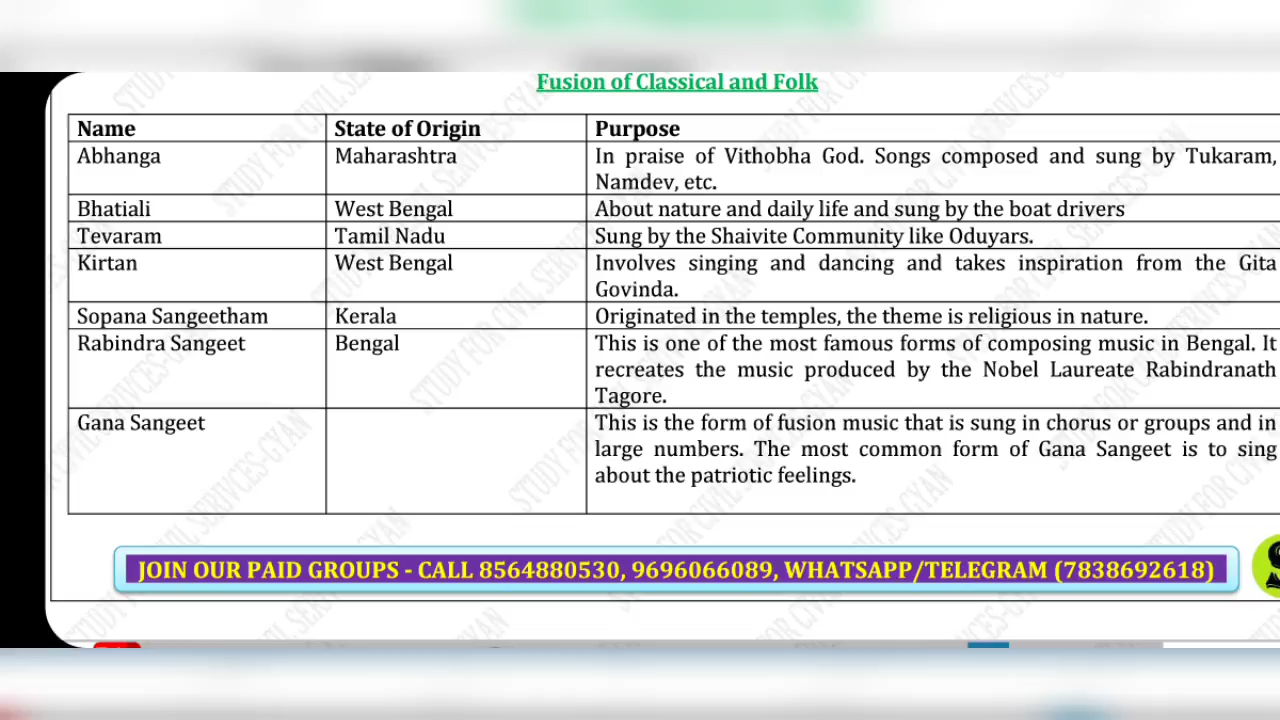 Fusion of Classical and Folk
Name State of Origin Purpose
Abhanga Maharashtra In praise of Vithobha God. Songs composed and sung by Tukaram,
Namdev, etc.
Bhatiali West Bengal About nature and daily life and sung by the boat drivers
Tevaram Tamil Nadu Sung by the Shaivite Community like Oduyars.
Kirtan West Bengal Involves singing and dancing and takes inspiration from the Gita
Govinda.
Sopana Sangeetham Kerala Originated in the temples, the theme is religious in nature.
Rabindra Sangeet Bengal This is one of the most famous forms of composing music in Bengal. It
recreates the music produced by the Nobel Laureate Rabindranath
Tagore.
Gana Sangeet This is the form of fusion music that is sung in chorus or groups and in
large numbers. The most common form of Gana Sangeet is to sing
about the patriotic feelings.
JOIN OUR PAID GROUPS - CALL 8564880530, 9696066089, WHATSAPP/TELEGRAM (7838692618)
STUDY FOR CIVIL SERIVCES-GYAN